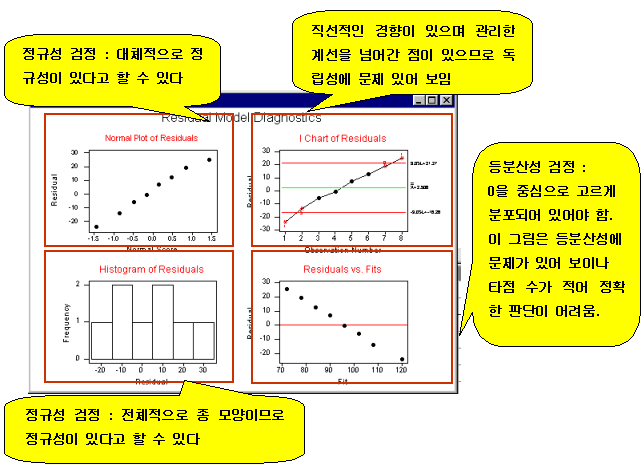 정규성 검정 : 대체적으로 정
규성이 있다고 할 수 있다
직선적인 경향이 있으며 관리한
계선을 넘어간 점이 있으므로 독
립성에 문제 있어 보임
Residual Model Diagnostics
Normal Plot of Residuals
Residual
30
20
10
0
-10
-20
-1.5 -1.0 -0.5 0.0 0.5 1.0 1.5
Normal Score
I Chart of Residuals
Residual
30
20
10
0
-10
-20
-30
1 2 3 4 5 6 7 8
Observation Number
등분산성 검정 :
0을 중심으로 고르게
분포되어 있어야 함.
이 그림은 등분산성에
문제가 있어 보이나
타점 수가 적어 정확
한 판단이 어려움.
Histogram of Residuals
Frequency
2
1
0
-20 -10 0 10 20 30
Residual
Residuals vs. Fits
Residual
30
20
10
0
-10
-20
70 80 90 100 110 120
Fit
정규성 검정 : 전체적으로 종 모양이므로
정규성이 있다고 할 수 있다